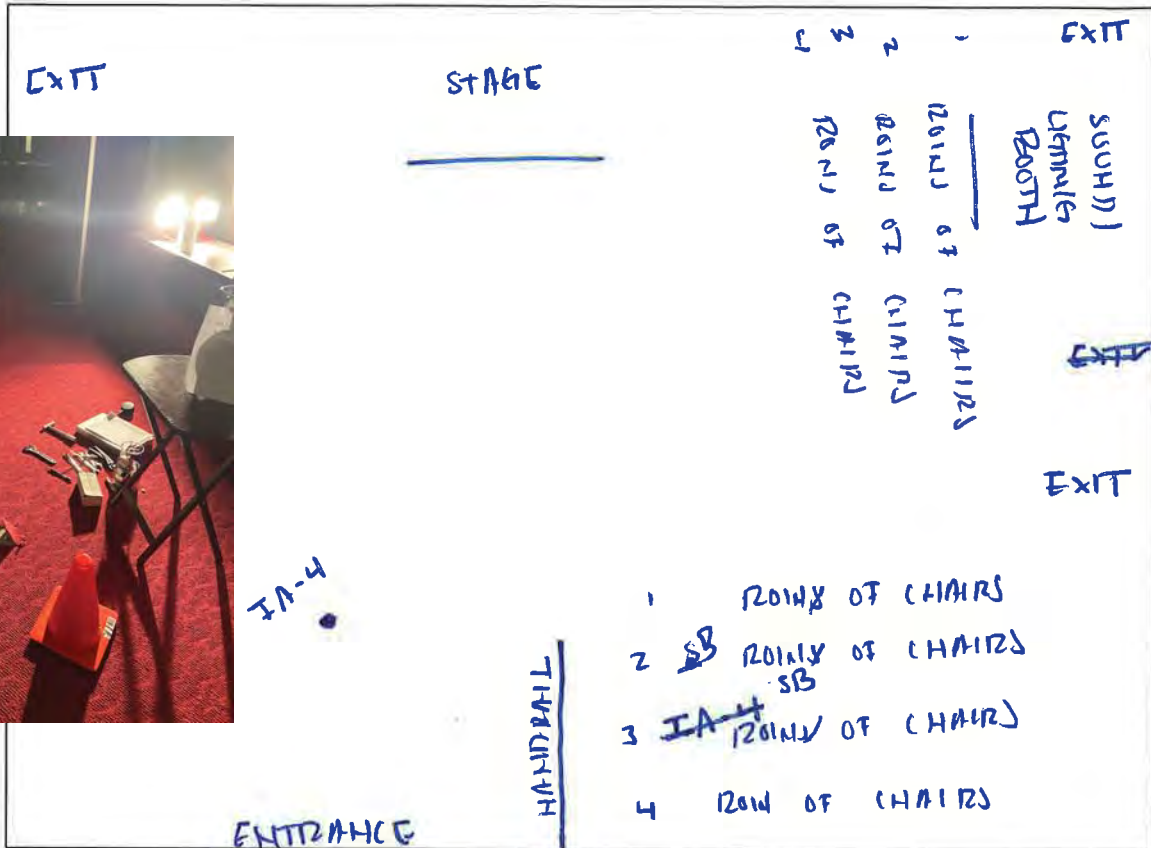 EXIT
STAGE
4 3 2 1
EXIT
ROWS OF CHAIRS
ROWS OF CHAIRS
ROWS OF CHAIRS
SOUND/
LIGHTING
BOOTH
EXIT
EXIT
IA-4
1 ROWS OF CHAIRS
2 SB ROWS OF CHAIRS
SB
3 IA-4 ROWS OF CHAIRS
4 ROW OF CHAIRS
HANDRAIL
ENTRANCE